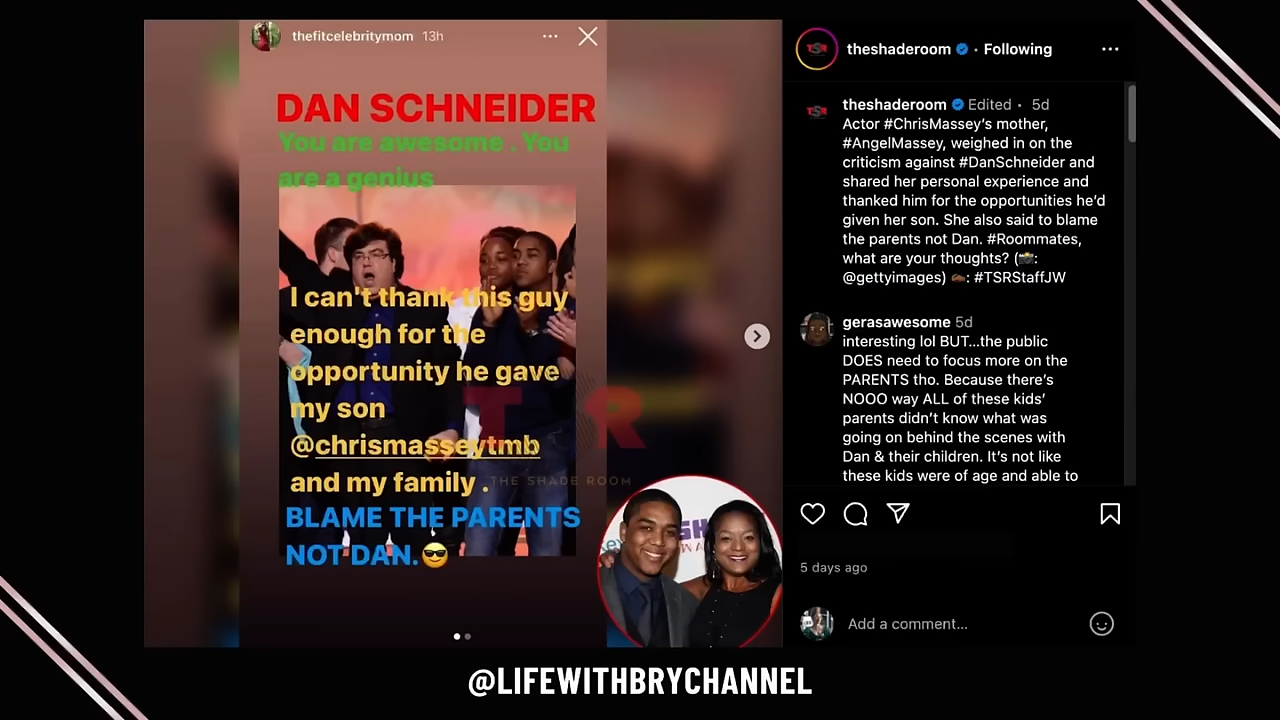 thefitcelebritymom 13h
DAN SCHNEIDER
You are awesome . You
are a genius
I can't thank this guy
enough for the
opportunity he gave
my son
@chrismasseytmb
and my family .
BLAME THE PARENTS
NOT DAN.😎
THE SHADE ROOM
theshaderoom • Following
theshaderoom Edited • 5d
Actor #ChrisMassey's mother,
#AngelMassey, weighed in on the
criticism against #DanSchneider and
shared her personal experience and
thanked him for the opportunities he'd
given her son. She also said to blame
the parents not Dan. #Roommates,
what are your thoughts? (📸:
@gettyimages) ✍🏾: #TSRStaffJW
gerasawesome 5d
interesting lol BUT...the public
DOES need to focus more on the
PARENTS tho. Because there's
NOOO way ALL of these kids'
parents didn't know what was
going on behind the scenes with
Dan & their children. It's not like
these kids were of age and able to
5 days ago
Add a comment...
@LIFEWITHBRYCHANNEL